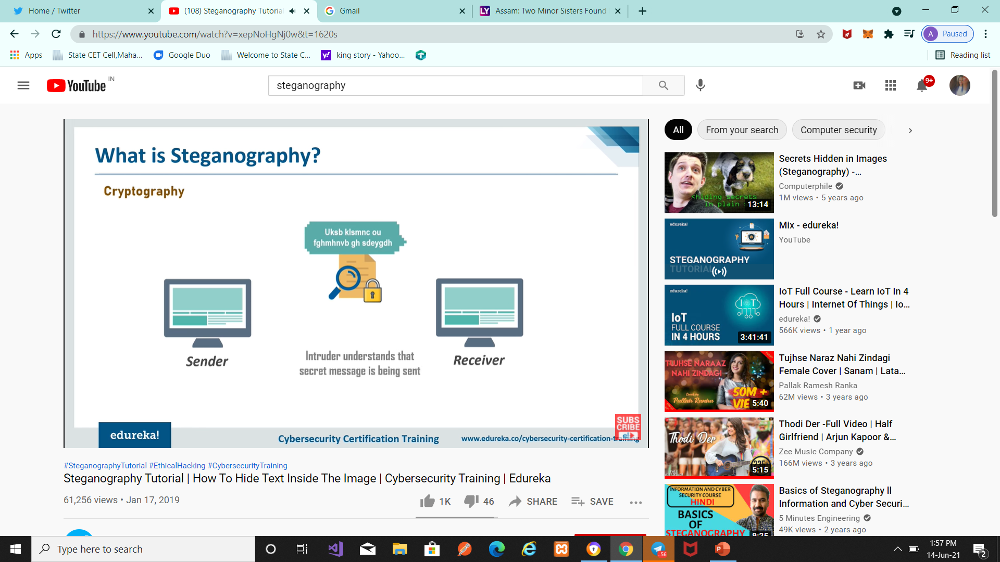 Home / Twitter
(108) Steganography Tutorial
Gmail
Assam: Two Minor Sisters Found
https://www.youtube.com/watch?v=xepNoHgNj0w&t=1620s
A Paused
Apps
State CET Cell,Maha...
Google Duo
Welcome to State C...
king story - Yahoo...
Reading list
YouTube IN
steganography
9+
What is Steganography?
Cryptography
Uksb klsmnc ou
fghmhnvb gh sdeygdh
Sender
Intruder understands that
secret message is being sent
Receiver
edureka!
Cybersecurity Certification Training
www.edureka.co/cybersecurity-certification-training
SUBS
CRIBE
e!
#SteganographyTutorial #EthicalHacking #CybersecurityTraining
Steganography Tutorial | How To Hide Text Inside The Image | Cybersecurity Training | Edureka
61,256 views • Jan 17, 2019
1K
46
SHARE
SAVE
All
From your search
Computer security
<hiding secrets
in plain
13:14
Secrets Hidden in Images
(Steganography) -...
Computerphile
1M views • 5 years ago
edureka!
STEGANOGRAPHY
TUTORIAL
Mix - edureka!
YouTube
edureka!
IoT
IoT
FULL COURSE
IN 4 HOURS
3:41:41
IoT Full Course - Learn IoT In 4
Hours | Internet Of Things | Io...
edureka!
566K views • 1 year ago
TUJHSE NARAAZ
NAHI ZINDAGI
Pallak Ranka
50M +
VIE
5:40
Tujhse Naraz Nahi Zindagi
Female Cover | Sanam | Lata...
Pallak Ramesh Ranka
62M views • 3 years ago
Thodi Der
5:15
Thodi Der -Full Video | Half
Girlfriend | Arjun Kapoor &...
Zee Music Company
166M views • 3 years ago
INFORMATION AND CYBER
SECURITY COURSE
HINDI
BASICS
OF
STEGANOGRAPHY
9:25
Basics of Steganography ll
Information and Cyber Securi...
5 Minutes Engineering
49K views • 2 years ago
Type here to search
..56
1:57 PM
14-Jun-21
2